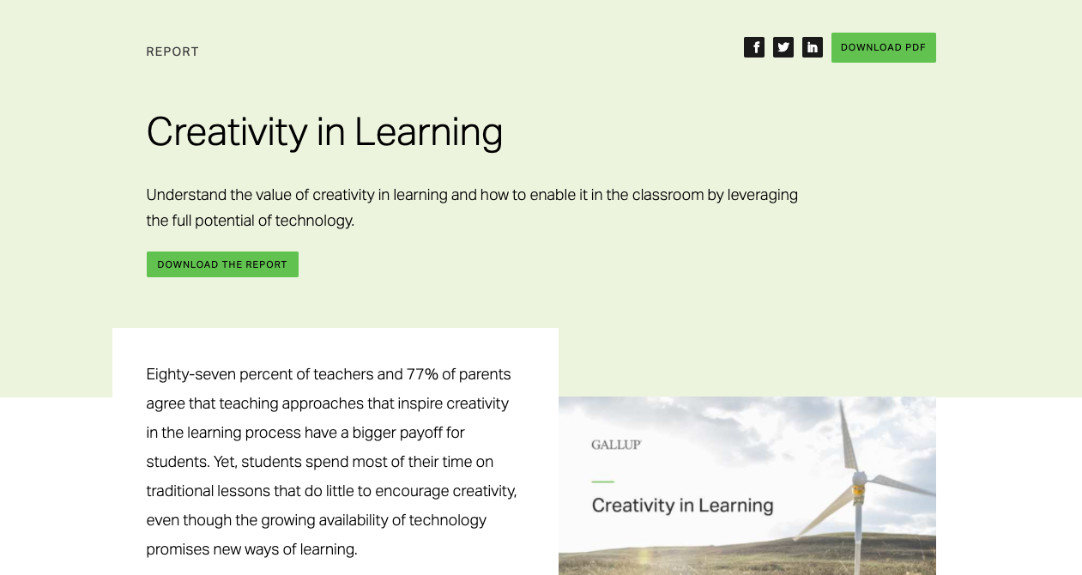 REPORT
DOWNLOAD PDF
Creativity in Learning
Understand the value of creativity in learning and how to enable it in the classroom by leveraging
the full potential of technology.
DOWNLOAD THE REPORT
Eighty-seven percent of teachers and 77% of parents
agree that teaching approaches that inspire creativity
in the learning process have a bigger payoff for
students. Yet, students spend most of their time on
traditional lessons that do little to encourage creativity,
even though the growing availability of technology
promises new ways of learning.
GALLUP
Creativity in Learning